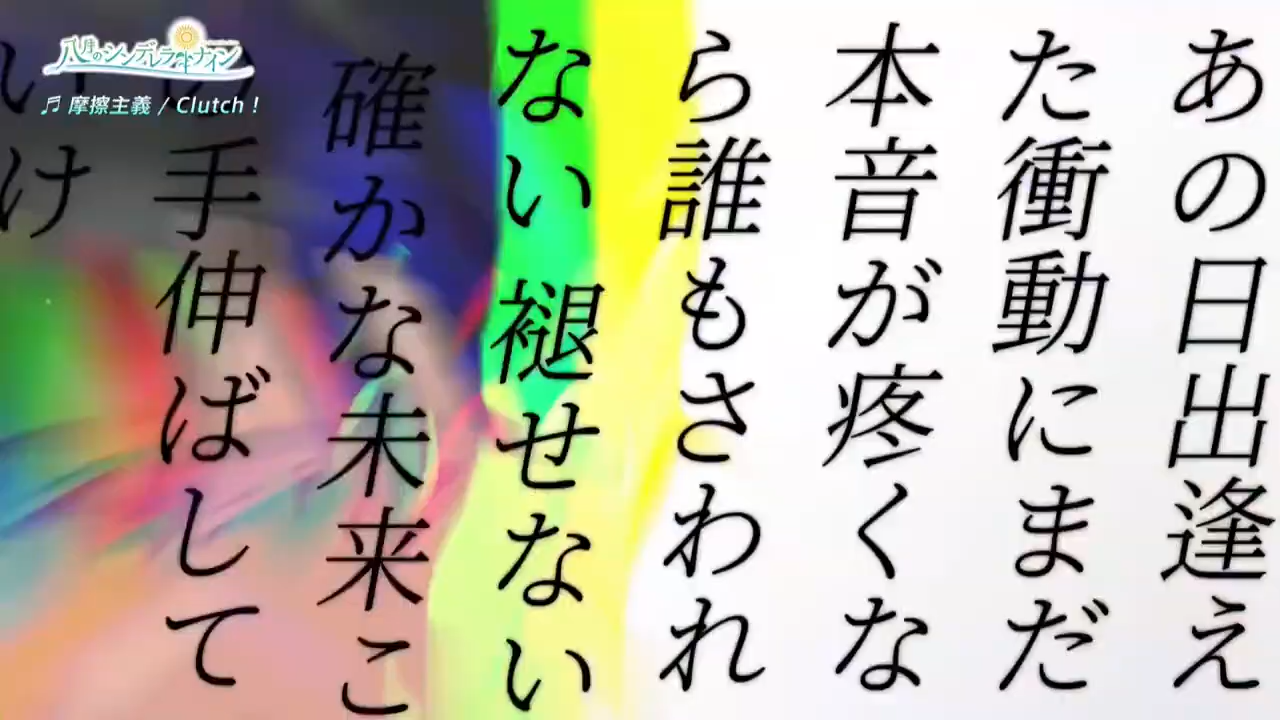 八月のシンデレラナイン
♬ 摩擦主義 / Clutch !
あの日出逢え
た衝動にまだ
本音が疼くな
ら誰もさわれ
ない 褪せない
確かな未来こ
の手伸ばして
いけ